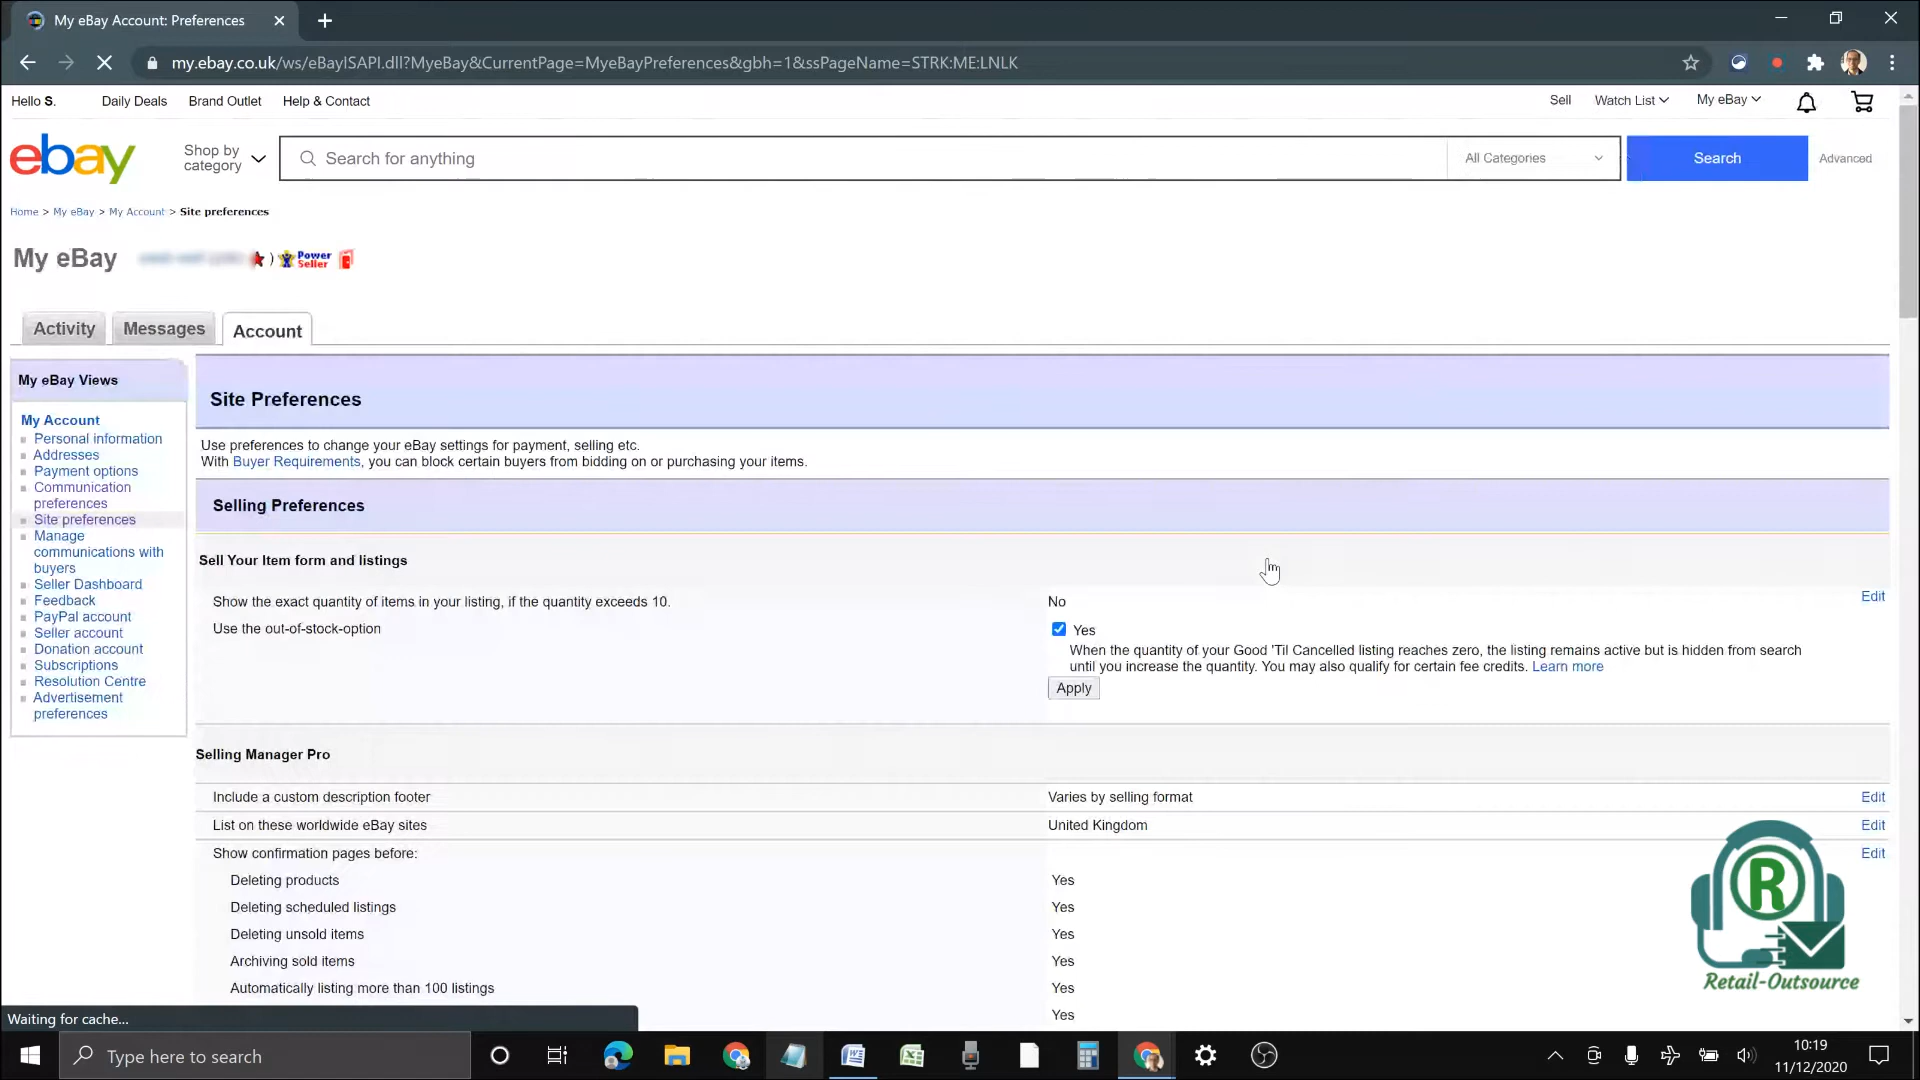 My eBay Account: Preferences
my.ebay.co.uk/ws/eBayISAPI.dll?MyeBay&CurrentPage=MyeBayPreferences&gbh=1&ssPageName=STRK:ME:LNLK
Hello S. Daily Deals Brand Outlet Help & Contact Sell Watch List My eBay
ebay Shop by category Search for anything All Categories Search Advanced
Home > My eBay > My Account > Site preferences
My eBay ) Power Seller
Activity Messages Account
My eBay Views
My Account
Personal information
Addresses
Payment options
Communication
preferences
Site preferences
Manage
communications with
buyers
Seller Dashboard
Feedback
PayPal account
Seller account
Donation account
Subscriptions
Resolution Centre
Advertisement
preferences
Site Preferences
Use preferences to change your eBay settings for payment, selling etc.
With Buyer Requirements, you can block certain buyers from bidding on or purchasing your items.
Selling Preferences
Sell Your Item form and listings
Show the exact quantity of items in your listing, if the quantity exceeds 10. No Edit
Use the out-of-stock-option Yes
When the quantity of your Good 'Til Cancelled listing reaches zero, the listing remains active but is hidden from search
until you increase the quantity. You may also qualify for certain fee credits. Learn more
Apply
Selling Manager Pro
Include a custom description footer Varies by selling format Edit
List on these worldwide eBay sites United Kingdom Edit
Show confirmation pages before: Edit
Deleting products Yes
Deleting scheduled listings Yes
Deleting unsold items Yes
Archiving sold items Yes
Automatically listing more than 100 listings Yes
Yes
R
Retail-Outsource
Waiting for cache...
Type here to search
10:19
11/12/2020